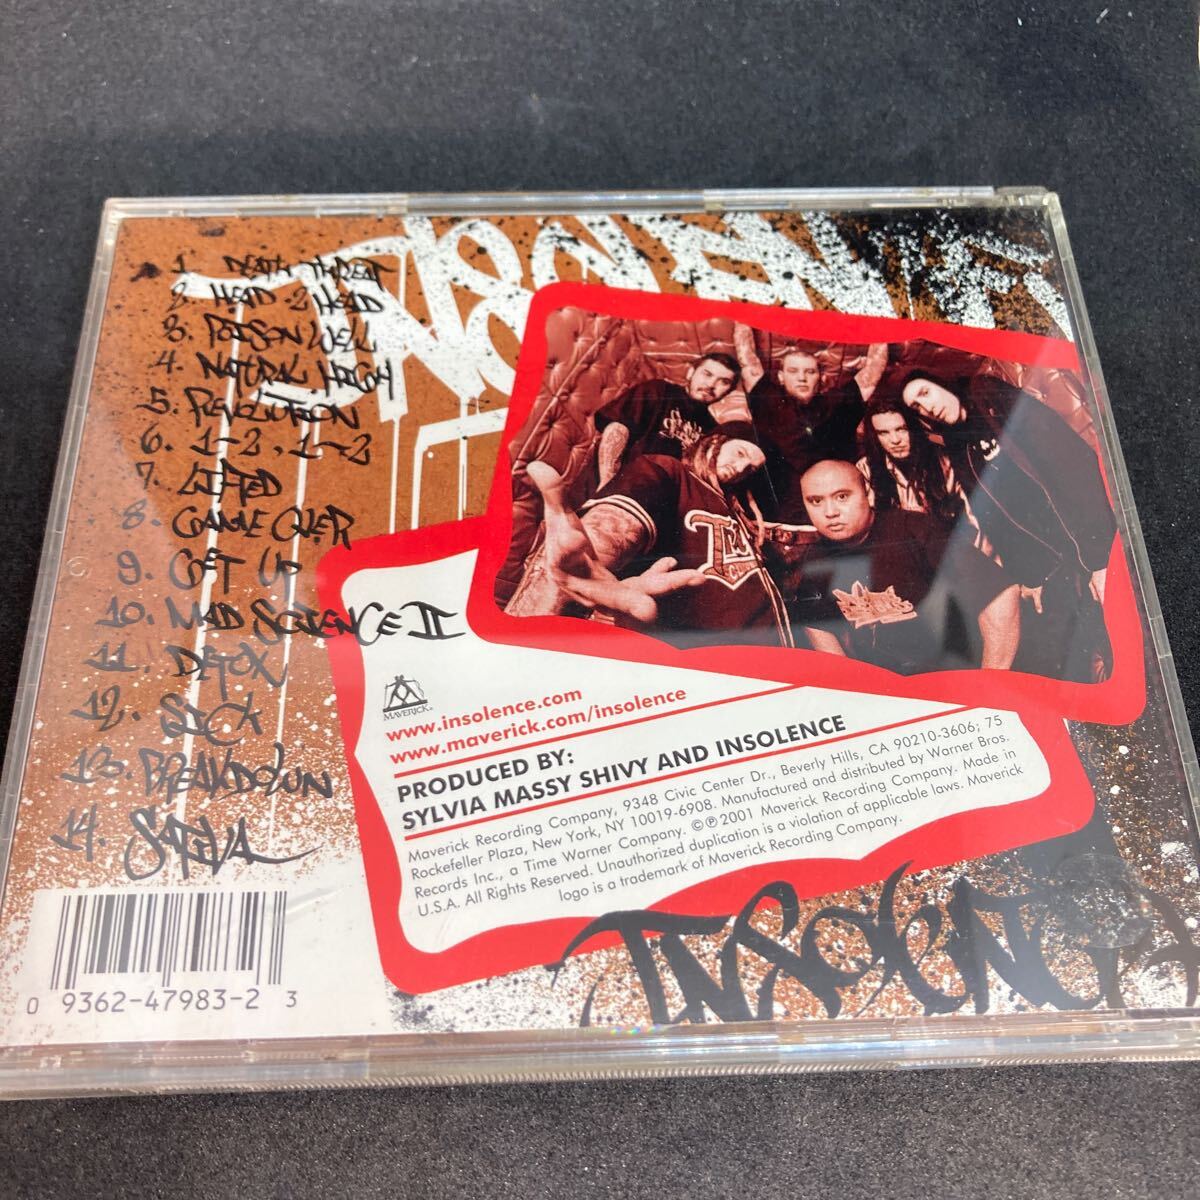 INSOLENCE
1. DEATH THREAT
2. HEAD 2 HEAD
3. POISON WELL
4. NATURAL HIGH
5. REVOLUTION
6. 1-2, 1-2
7. LIFTED
8. GAME OVER
9. GET UP
10. MAD SCIENCE II
11. DETOX
12. SICK
13. BREAKDOWN
14. SATIVA
MAVERICK®
www.insolence.com
www.maverick.com/insolence
PRODUCED BY:
SYLVIA MASSY SHIVY AND INSOLENCE
Maverick Recording Company, 9348 Civic Center Dr., Beverly Hills, CA 90210-3606; 75
Rockefeller Plaza, New York, NY 10019-6908. Manufactured and distributed by Warner Bros.
Records Inc., a Time Warner Company. ©℗2001 Maverick Recording Company. Made in
U.S.A. All Rights Reserved. Unauthorized duplication is a violation of applicable laws. Maverick
logo is a trademark of Maverick Recording Company.
INSOLENCE
0 93624-79832 3